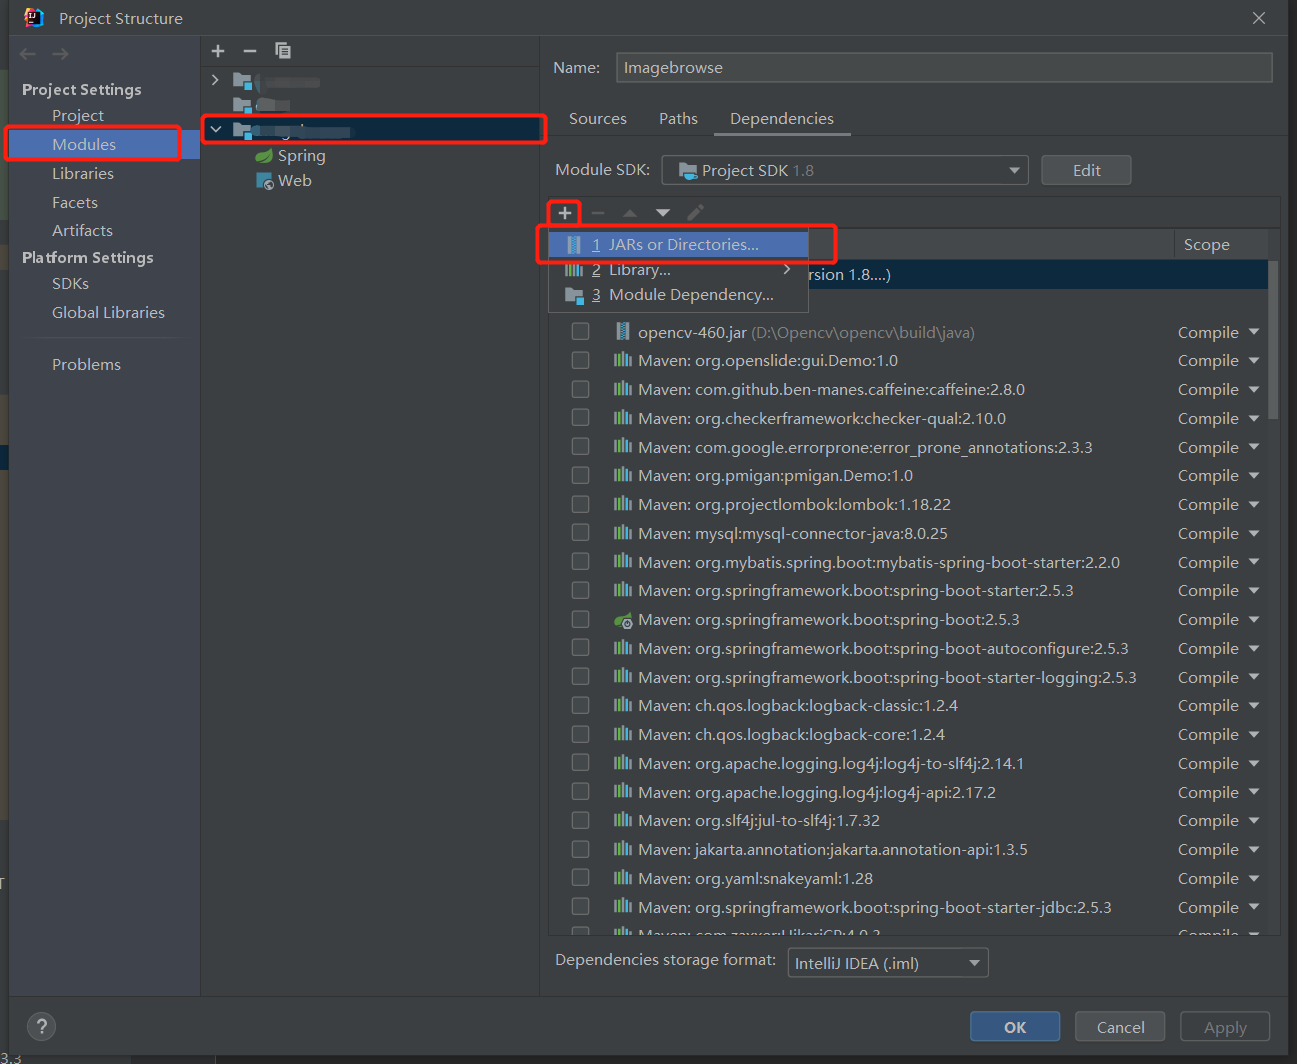 Project Structure
Project Settings
Project
Modules
Libraries
Facets
Artifacts
Platform Settings
SDKs
Global Libraries
Problems
Spring
Web
Name: Imagebrowse
Sources Paths Dependencies
Module SDK: Project SDK 1.8 Edit
1 JARs or Directories...
2 Library...
3 Module Dependency...
Scope
rsion 1.8....)
opencv-460.jar (D:\Opencv\opencv\build\java) Compile
Maven: org.openslide:gui.Demo:1.0 Compile
Maven: com.github.ben-manes.caffeine:caffeine:2.8.0 Compile
Maven: org.checkerframework:checker-qual:2.10.0 Compile
Maven: com.google.errorprone:error_prone_annotations:2.3.3 Compile
Maven: org.pmigan:pmigan.Demo:1.0 Compile
Maven: org.projectlombok:lombok:1.18.22 Compile
Maven: mysql:mysql-connector-java:8.0.25 Compile
Maven: org.mybatis.spring.boot:mybatis-spring-boot-starter:2.2.0 Compile
Maven: org.springframework.boot:spring-boot-starter:2.5.3 Compile
Maven: org.springframework.boot:spring-boot:2.5.3 Compile
Maven: org.springframework.boot:spring-boot-autoconfigure:2.5.3 Compile
Maven: org.springframework.boot:spring-boot-starter-logging:2.5.3 Compile
Maven: ch.qos.logback:logback-classic:1.2.4 Compile
Maven: ch.qos.logback:logback-core:1.2.4 Compile
Maven: org.apache.logging.log4j:log4j-to-slf4j:2.14.1 Compile
Maven: org.apache.logging.log4j:log4j-api:2.17.2 Compile
Maven: org.slf4j:jul-to-slf4j:1.7.32 Compile
Maven: jakarta.annotation:jakarta.annotation-api:1.3.5 Compile
Maven: org.yaml:snakeyaml:1.28 Compile
Maven: org.springframework.boot:spring-boot-starter-jdbc:2.5.3 Compile
Maven: com.zaxxer:HikariCP:4.0.3 Compile
Dependencies storage format: IntelliJ IDEA (.iml)
? OK Cancel Apply
3.3